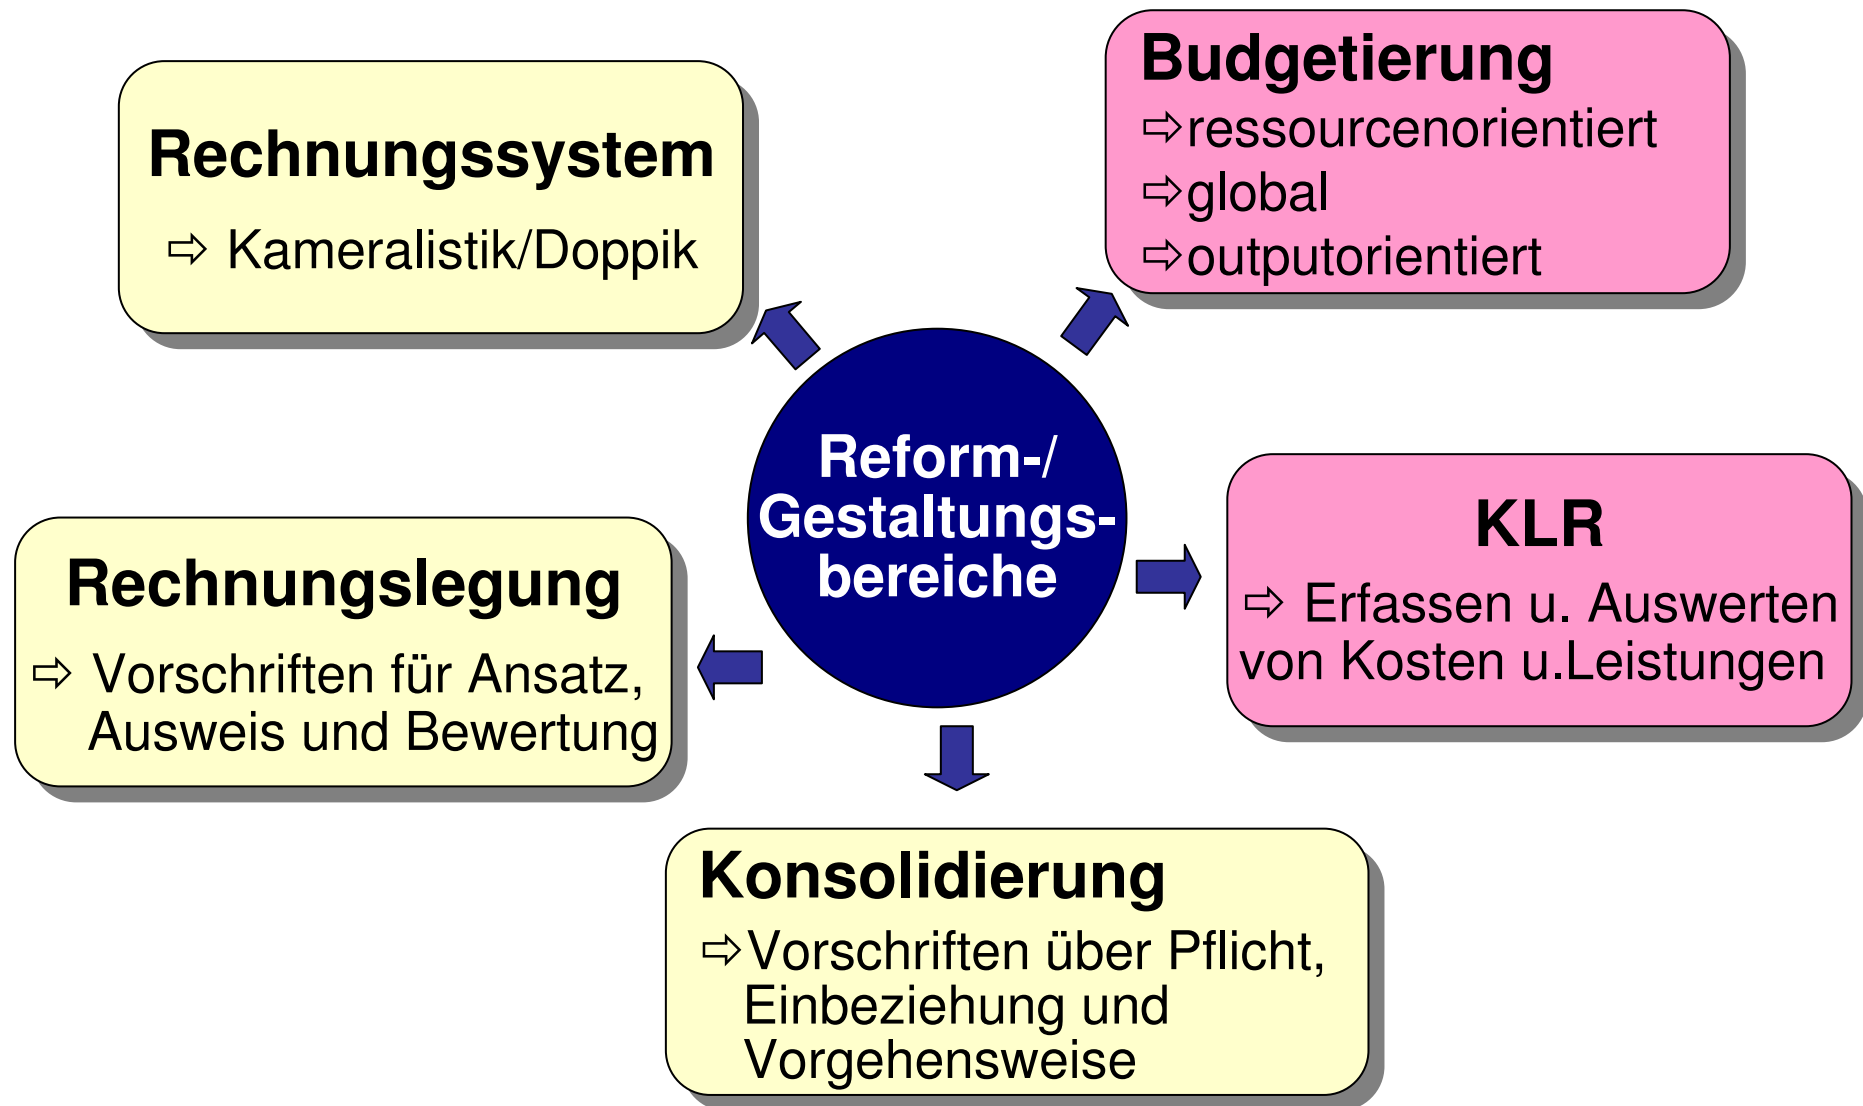 Rechnungssystem
⇨ Kameralistik/Doppik
Budgetierung
⇨ressourcenorientiert
⇨global
⇨outputorientiert
Reform-/
Gestaltungs-
bereiche
Rechnungslegung
⇨ Vorschriften für Ansatz,
Ausweis und Bewertung
KLR
⇨ Erfassen u. Auswerten
von Kosten u.Leistungen
Konsolidierung
⇨Vorschriften über Pflicht,
Einbeziehung und
Vorgehensweise